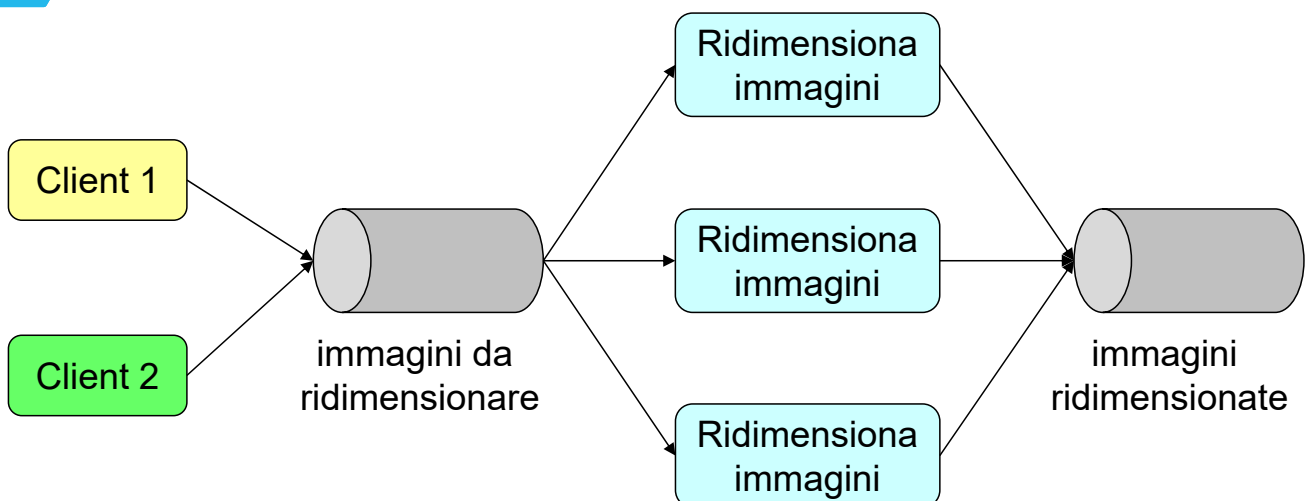 Client 1
Client 2
immagini da
ridimensionare
Ridimensiona
immagini
Ridimensiona
immagini
Ridimensiona
immagini
immagini
ridimensionate